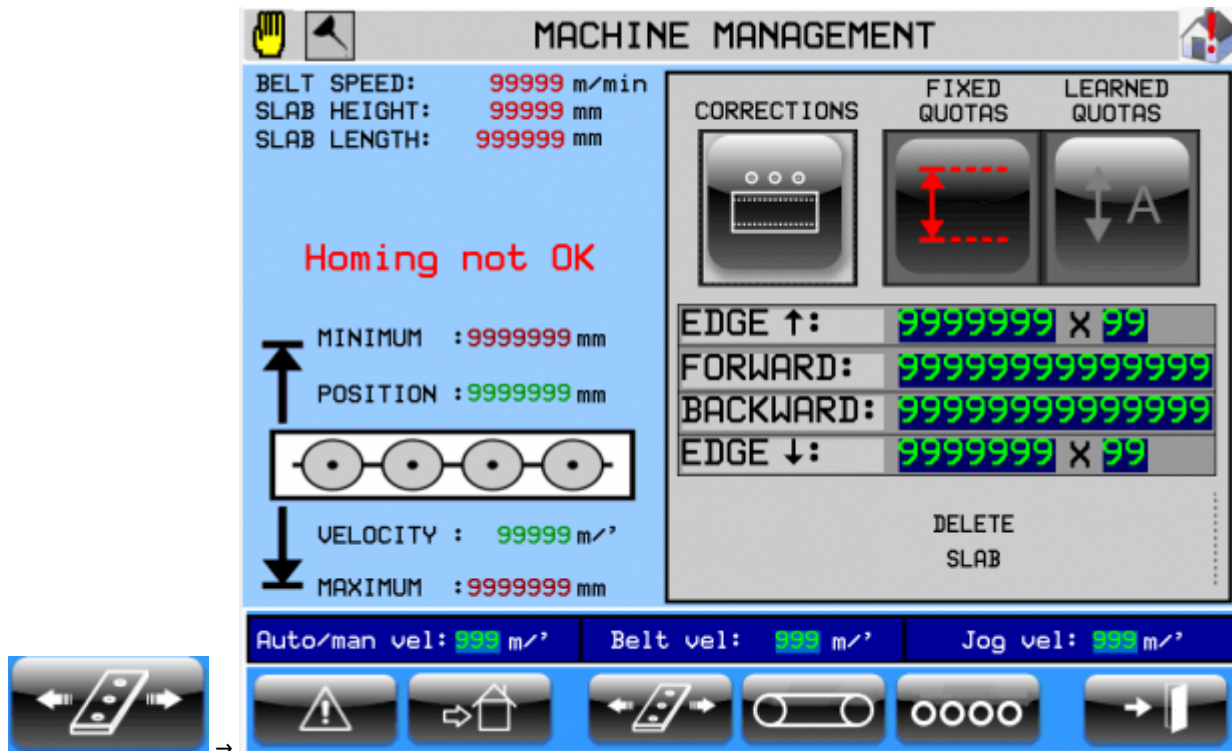 MACHINE MANAGEMENT
BELT SPEED: 99999 m/min
SLAB HEIGHT: 99999 mm
SLAB LENGTH: 999999 mm
Homing not OK
MINIMUM :9999999 mm
POSITION :9999999 mm
VELOCITY : 99999 m/'
MAXIMUM :9999999 mm
CORRECTIONS
FIXED
QUOTAS
LEARNED
QUOTAS
A
EDGE ↑: 9999999 X 99
FORWARD: 999999999999999
BACKWARD: 999999999999999
EDGE ↓: 9999999 X 99
DELETE
SLAB
Auto/man vel: 999 m/' Belt vel: 999 m/' Jog vel: 999 m/'
→